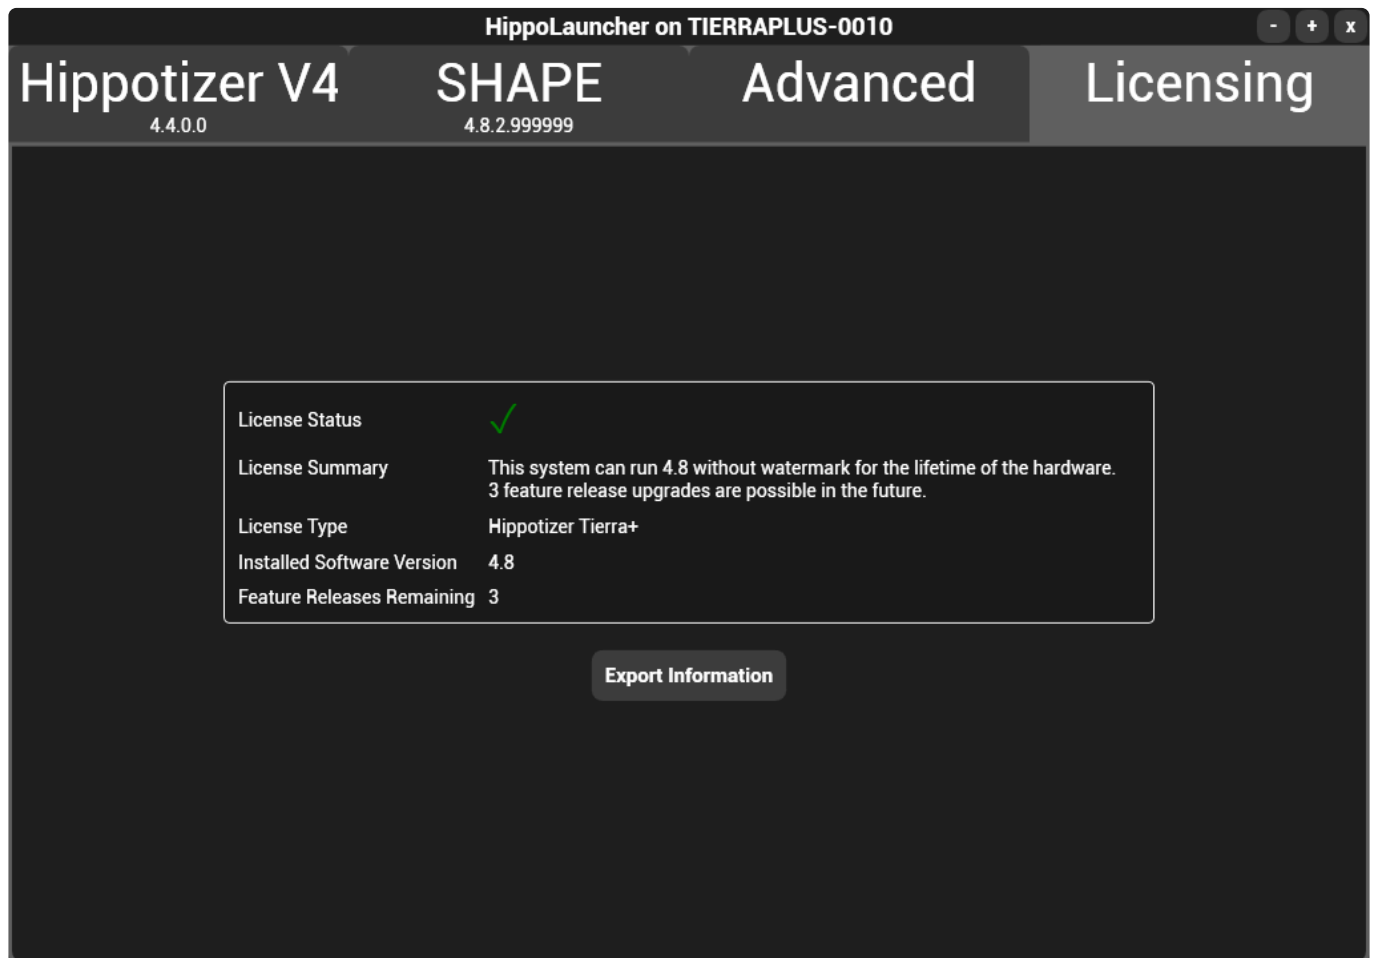 HippoLauncher on TIERRAPLUS-0010
- + x
Hippotizer V4 SHAPE Advanced Licensing
4.4.0.0 4.8.2.999999
License Status ✓
License Summary This system can run 4.8 without watermark for the lifetime of the hardware.
3 feature release upgrades are possible in the future.
License Type Hippotizer Tierra+
Installed Software Version 4.8
Feature Releases Remaining 3
Export Information